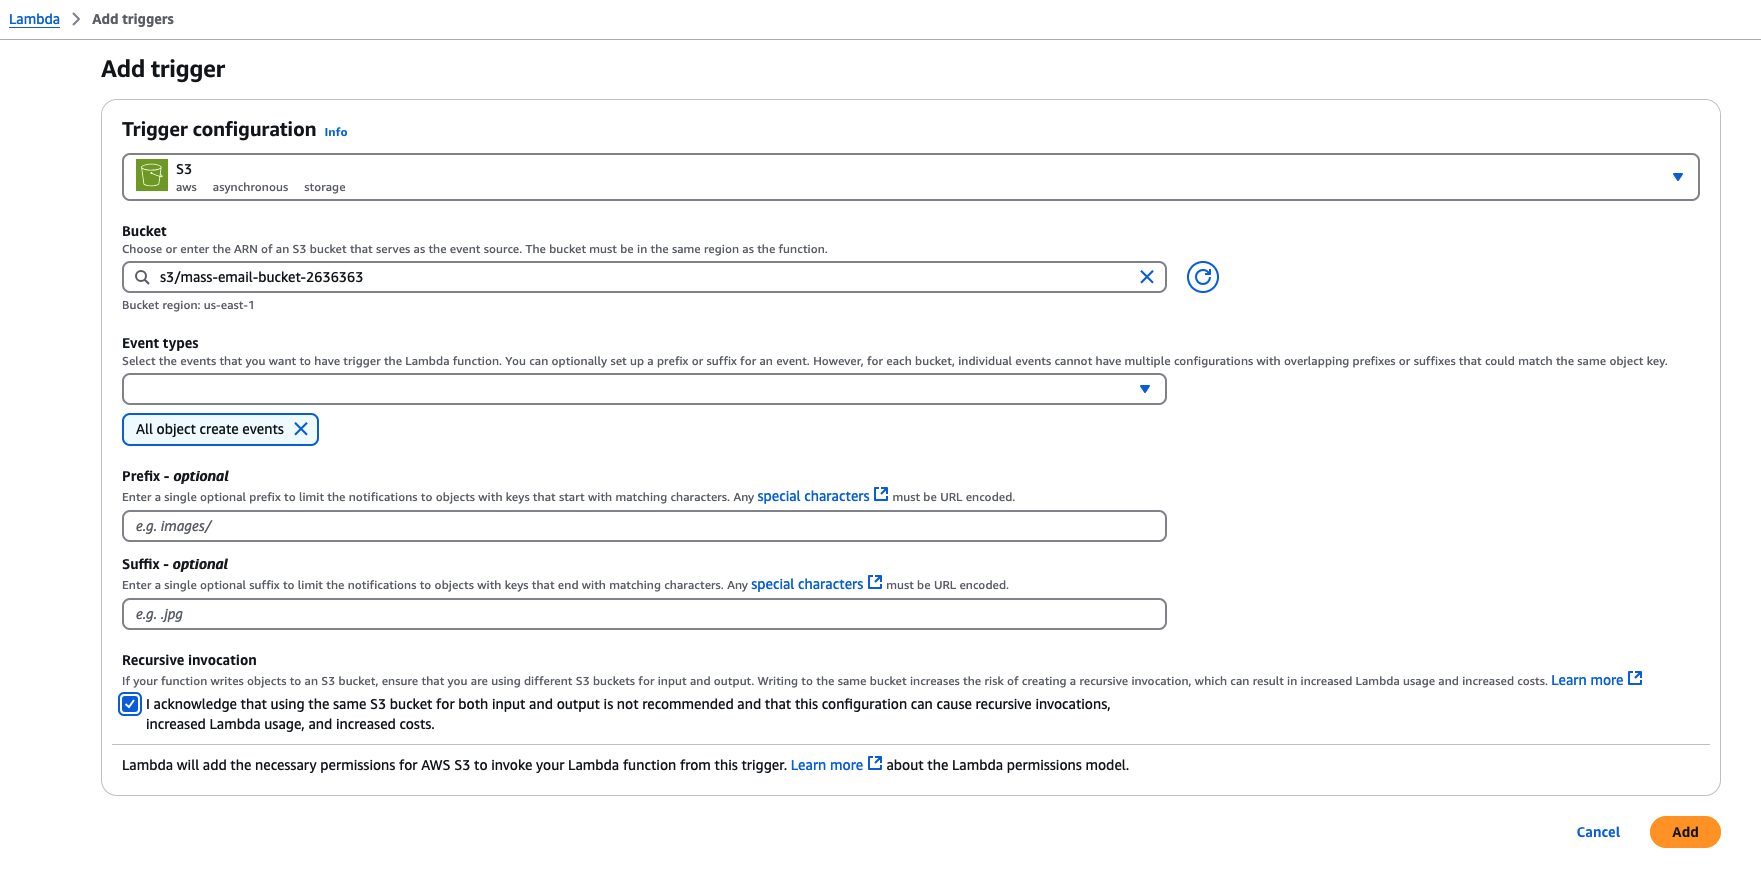 Lambda > Add triggers
Add trigger
Trigger configuration Info
S3
aws asynchronous storage
Bucket
Choose or enter the ARN of an S3 bucket that serves as the event source. The bucket must be in the same region as the function.
s3/mass-email-bucket-2636363
Bucket region: us-east-1
Event types
Select the events that you want to have trigger the Lambda function. You can optionally set up a prefix or suffix for an event. However, for each bucket, individual events cannot have multiple configurations with overlapping prefixes or suffixes that could match the same object key.
All object create events
Prefix - optional
Enter a single optional prefix to limit the notifications to objects with keys that start with matching characters. Any special characters must be URL encoded.
e.g. images/
Suffix - optional
Enter a single optional suffix to limit the notifications to objects with keys that end with matching characters. Any special characters must be URL encoded.
e.g. .jpg
Recursive invocation
If your function writes objects to an S3 bucket, ensure that you are using different S3 buckets for input and output. Writing to the same bucket increases the risk of creating a recursive invocation, which can result in increased Lambda usage and increased costs. Learn more
I acknowledge that using the same S3 bucket for both input and output is not recommended and that this configuration can cause recursive invocations,
increased Lambda usage, and increased costs.
Lambda will add the necessary permissions for AWS S3 to invoke your Lambda function from this trigger. Learn more about the Lambda permissions model.
Cancel Add